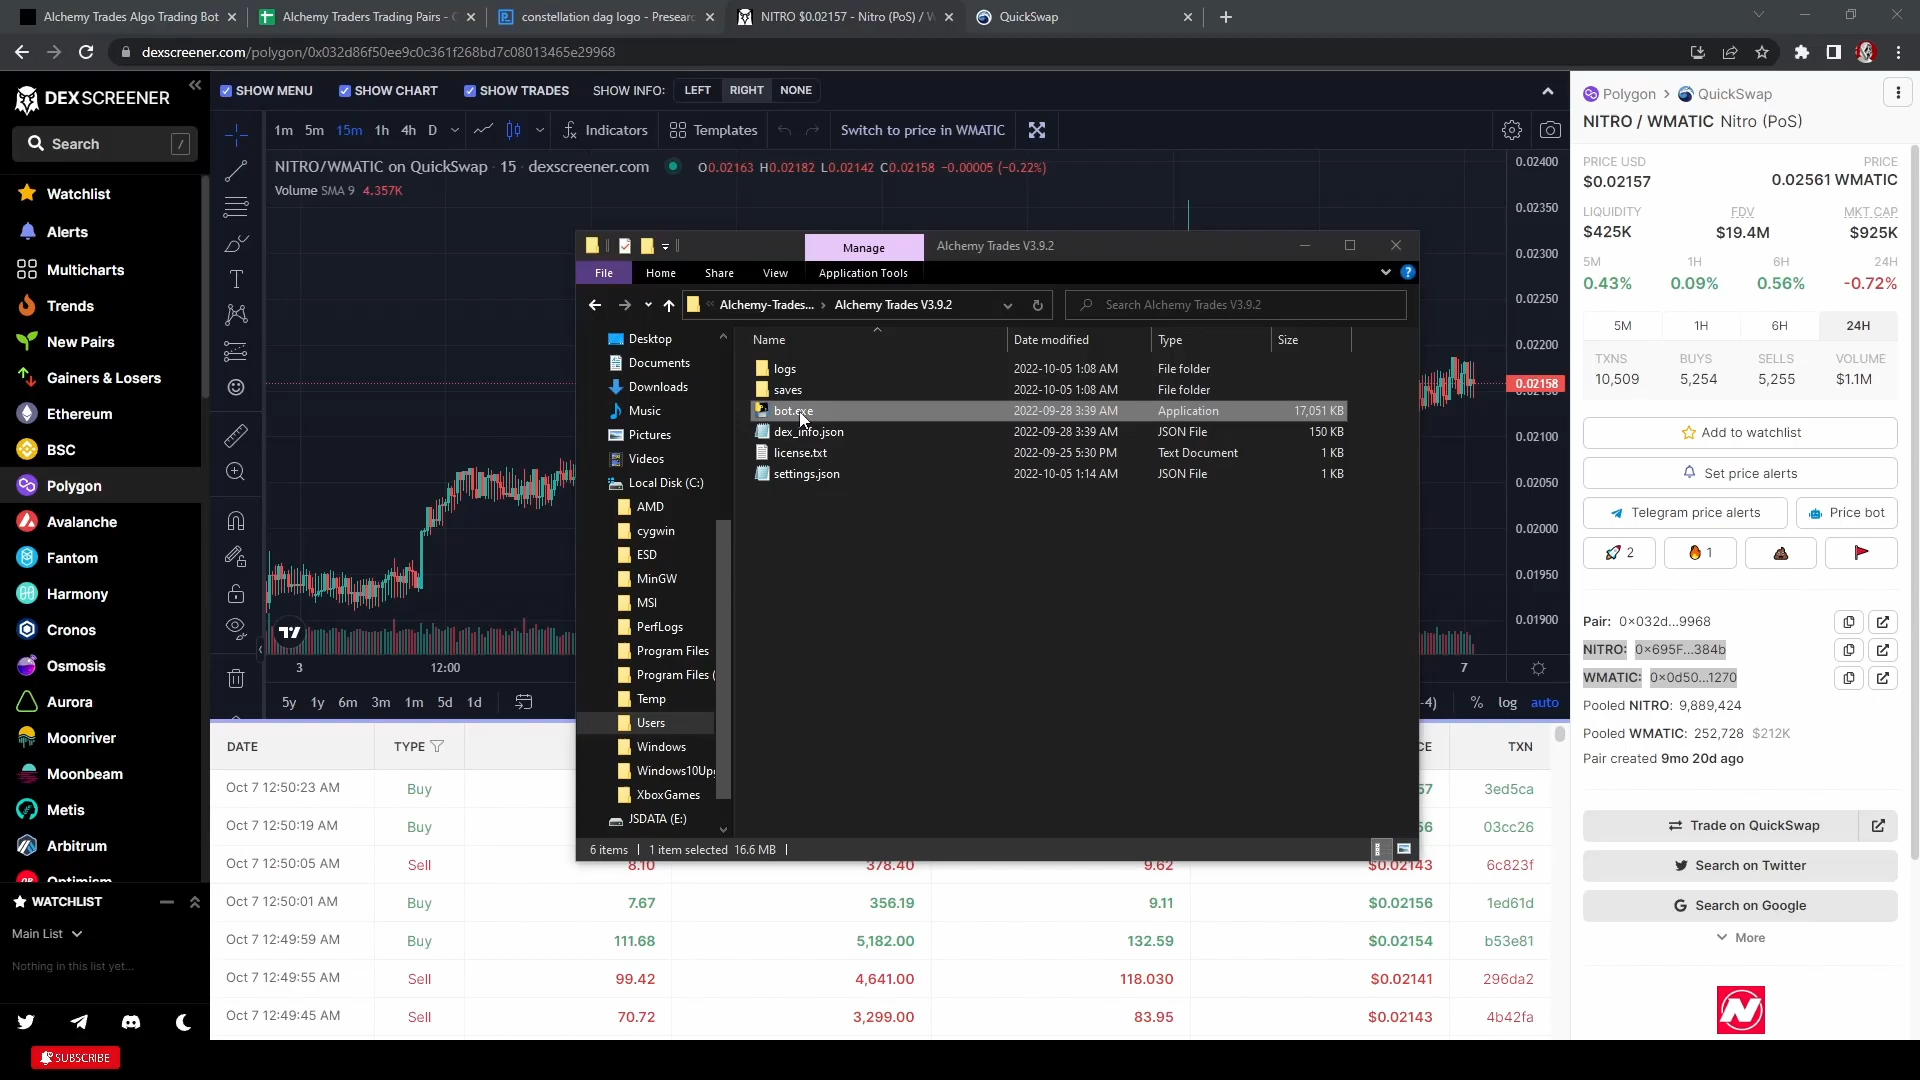 Alchemy Trades Algo Trading Bot
Alchemy Traders Trading Pairs -
constellation dag logo - Presear
NITRO $0.02157 - Nitro (PoS) /
QuickSwap
dexscreener.com/polygon/0x032d86f50ee9c0c361f268bd7c08013465e29968
DEXSCREENER
Search /
Watchlist
Alerts
Multicharts
Trends
New Pairs
Gainers & Losers
Ethereum
BSC
Polygon
Avalanche
Fantom
Harmony
Cronos
Osmosis
Aurora
Moonriver
Moonbeam
Metis
Arbitrum
Optimism
WATCHLIST
Main List
Nothing in this list yet...
SUBSCRIBE
SHOW MENU SHOW CHART SHOW TRADES SHOW INFO: LEFT RIGHT NONE
1m 5m 15m 1h 4h D Indicators Templates Switch to price in WMATIC
NITRO/WMATIC on QuickSwap · 15 · dexscreener.com O0.02163 H0.02182 L0.02142 C0.02158 -0.00005 (-0.22%)
Volume SMA 9 4.357K
0.02400
0.02350
0.02300
0.02250
0.02200
0.02158
0.02100
0.02050
0.02000
0.01950
0.01900
3 12:00 7
5y 1y 6m 3m 1m 5d 1d -4) % log auto
Manage Alchemy Trades V3.9.2
File Home Share View Application Tools
Alchemy-Trades... › Alchemy Trades V3.9.2 Search Alchemy Trades V3.9.2
Desktop
Documents
Downloads
Music
Pictures
Videos
Local Disk (C:)
AMD
cygwin
ESD
MinGW
MSI
PerfLogs
Program Files
Program Files (
Temp
Users
Windows
Windows10Upg
XboxGames
JSDATA (E:)
Name Date modified Type Size
logs 2022-10-05 1:08 AM File folder
saves 2022-10-05 1:08 AM File folder
bot.exe 2022-09-28 3:39 AM Application 17,051 KB
dex_info.json 2022-09-28 3:39 AM JSON File 150 KB
license.txt 2022-09-25 5:30 PM Text Document 1 KB
settings.json 2022-10-05 1:14 AM JSON File 1 KB
6 items 1 item selected 16.6 MB
DATE TYPE CE TXN
Oct 7 12:50:23 AM Buy 57 3ed5ca
Oct 7 12:50:19 AM Buy 56 03cc26
Oct 7 12:50:05 AM Sell 8.10 378.40 9.62 $0.02143 6c823f
Oct 7 12:50:01 AM Buy 7.67 356.19 9.11 $0.02156 1ed61d
Oct 7 12:49:59 AM Buy 111.68 5,182.00 132.59 $0.02154 b53e81
Oct 7 12:49:55 AM Sell 99.42 4,641.00 118.030 $0.02141 296da2
Oct 7 12:49:45 AM Sell 70.72 3,299.00 83.95 $0.02143 4b42fa
Polygon > QuickSwap
NITRO / WMATIC Nitro (PoS)
PRICE USD PRICE
$0.02157 0.02561 WMATIC
LIQUIDITY FDV MKT CAP
$425K $19.4M $925K
5M 1H 6H 24H
0.43% 0.09% 0.56% -0.72%
5M 1H 6H 24H
TXNS BUYS SELLS VOLUME
10,509 5,254 5,255 $1.1M
Add to watchlist
Set price alerts
Telegram price alerts Price bot
2 1
Pair: 0x032d...9968
NITRO: 0x695F...384b
WMATIC: 0x0d50...1270
Pooled NITRO: 9,889,424
Pooled WMATIC: 252,728 $212K
Pair created 9mo 20d ago
Trade on QuickSwap
Search on Twitter
Search on Google
More